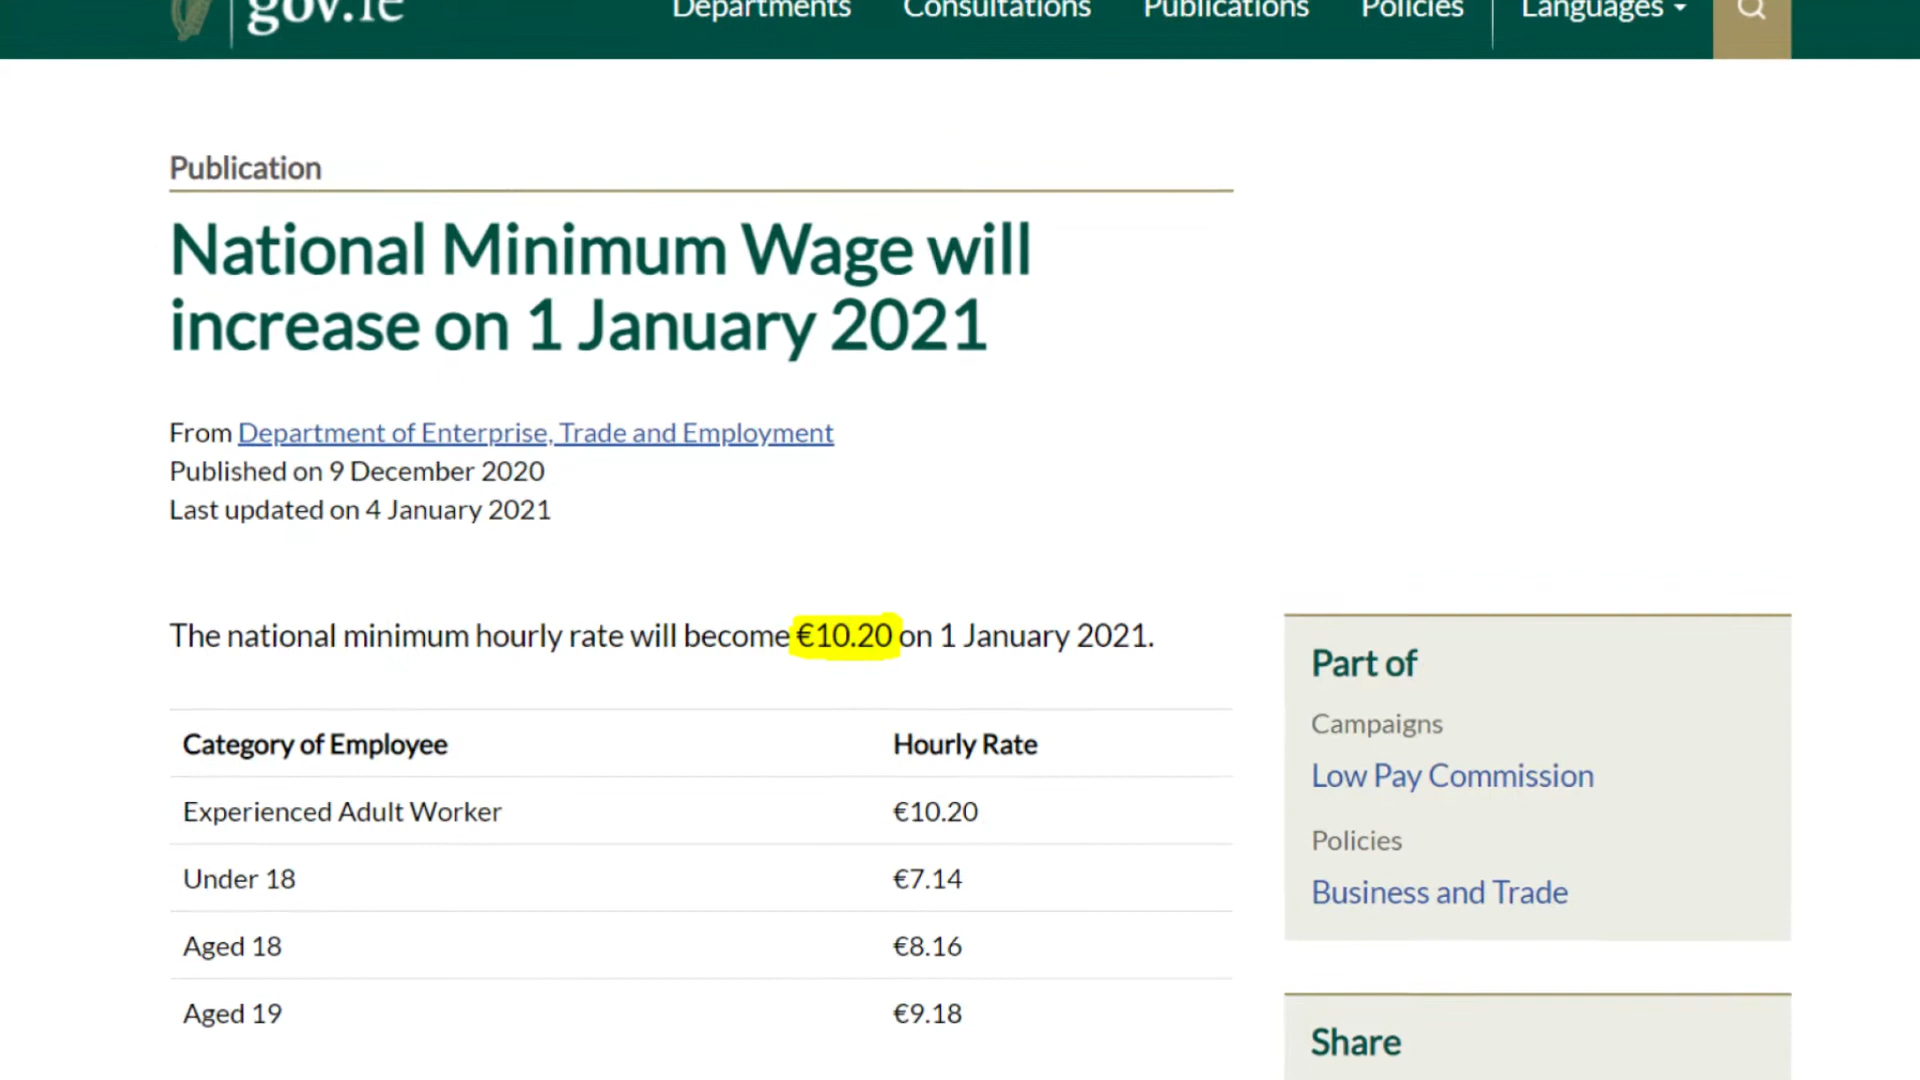 gov.ie
Departments Consultations Publications Policies Languages
Publication
National Minimum Wage will
increase on 1 January 2021
From Department of Enterprise, Trade and Employment
Published on 9 December 2020
Last updated on 4 January 2021
The national minimum hourly rate will become €10.20 on 1 January 2021.
Category of Employee Hourly Rate
Experienced Adult Worker €10.20
Under 18 €7.14
Aged 18 €8.16
Aged 19 €9.18
Part of
Campaigns
Low Pay Commission
Policies
Business and Trade
Share